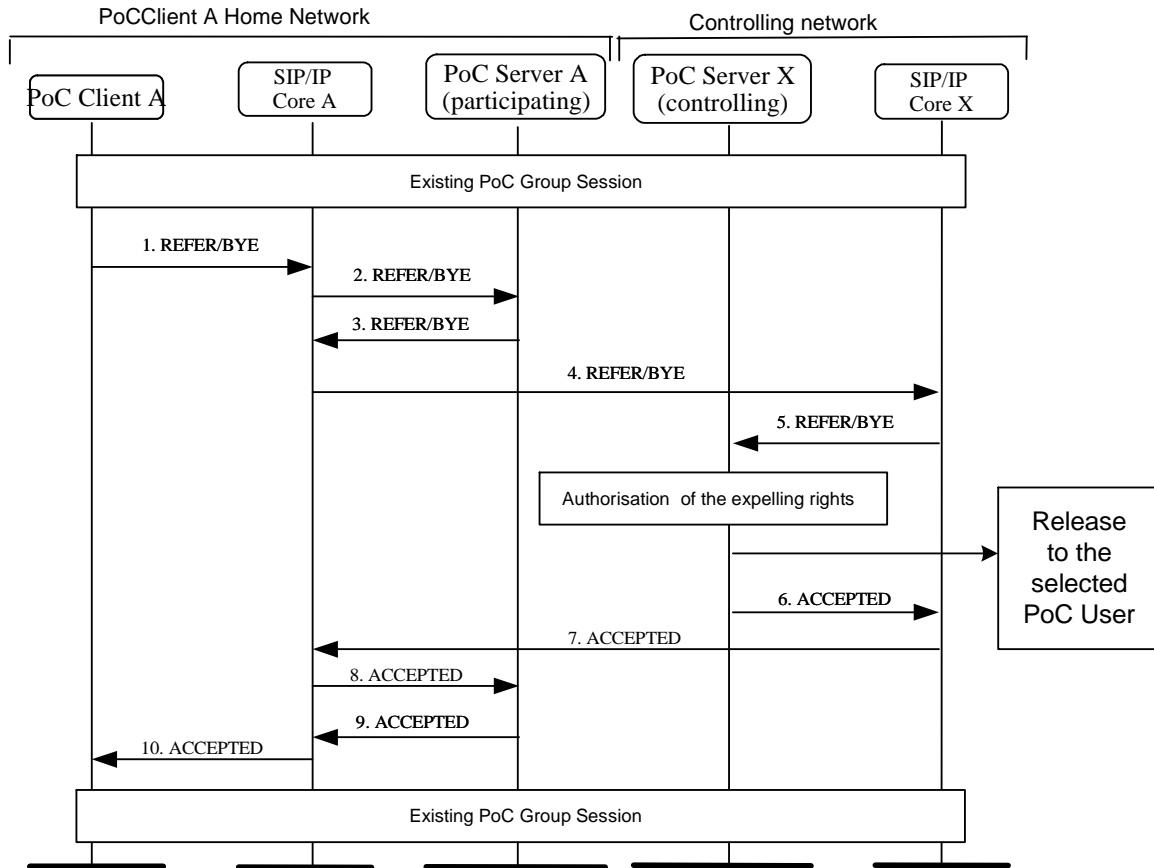 PoCClient A Home Network
Controlling network
PoC Client A
SIP/IP
Core A
PoC Server A
(participating)
PoC Server X
(controlling)
SIP/IP
Core X
Existing PoC Group Session
1. REFER/BYE
2. REFER/BYE
3. REFER/BYE
4. REFER/BYE
5. REFER/BYE
Authorisation of the expelling rights
Release
to the
selected
PoC User
6. ACCEPTED
7. ACCEPTED
8. ACCEPTED
9. ACCEPTED
10. ACCEPTED
Existing PoC Group Session